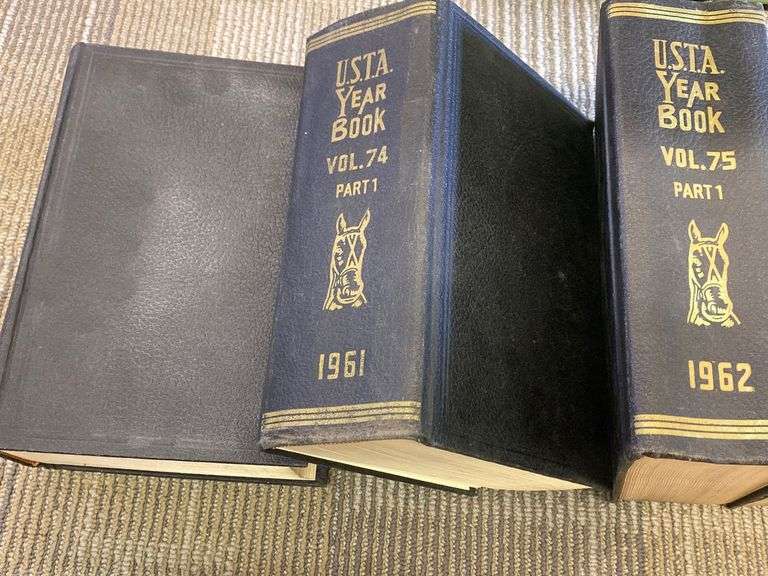 U.S.T.A.
YEAR
BOOK
VOL.74
PART 1
1961
U.S.T.A.
YEAR
BOOK
VOL.75
PART 1
1962